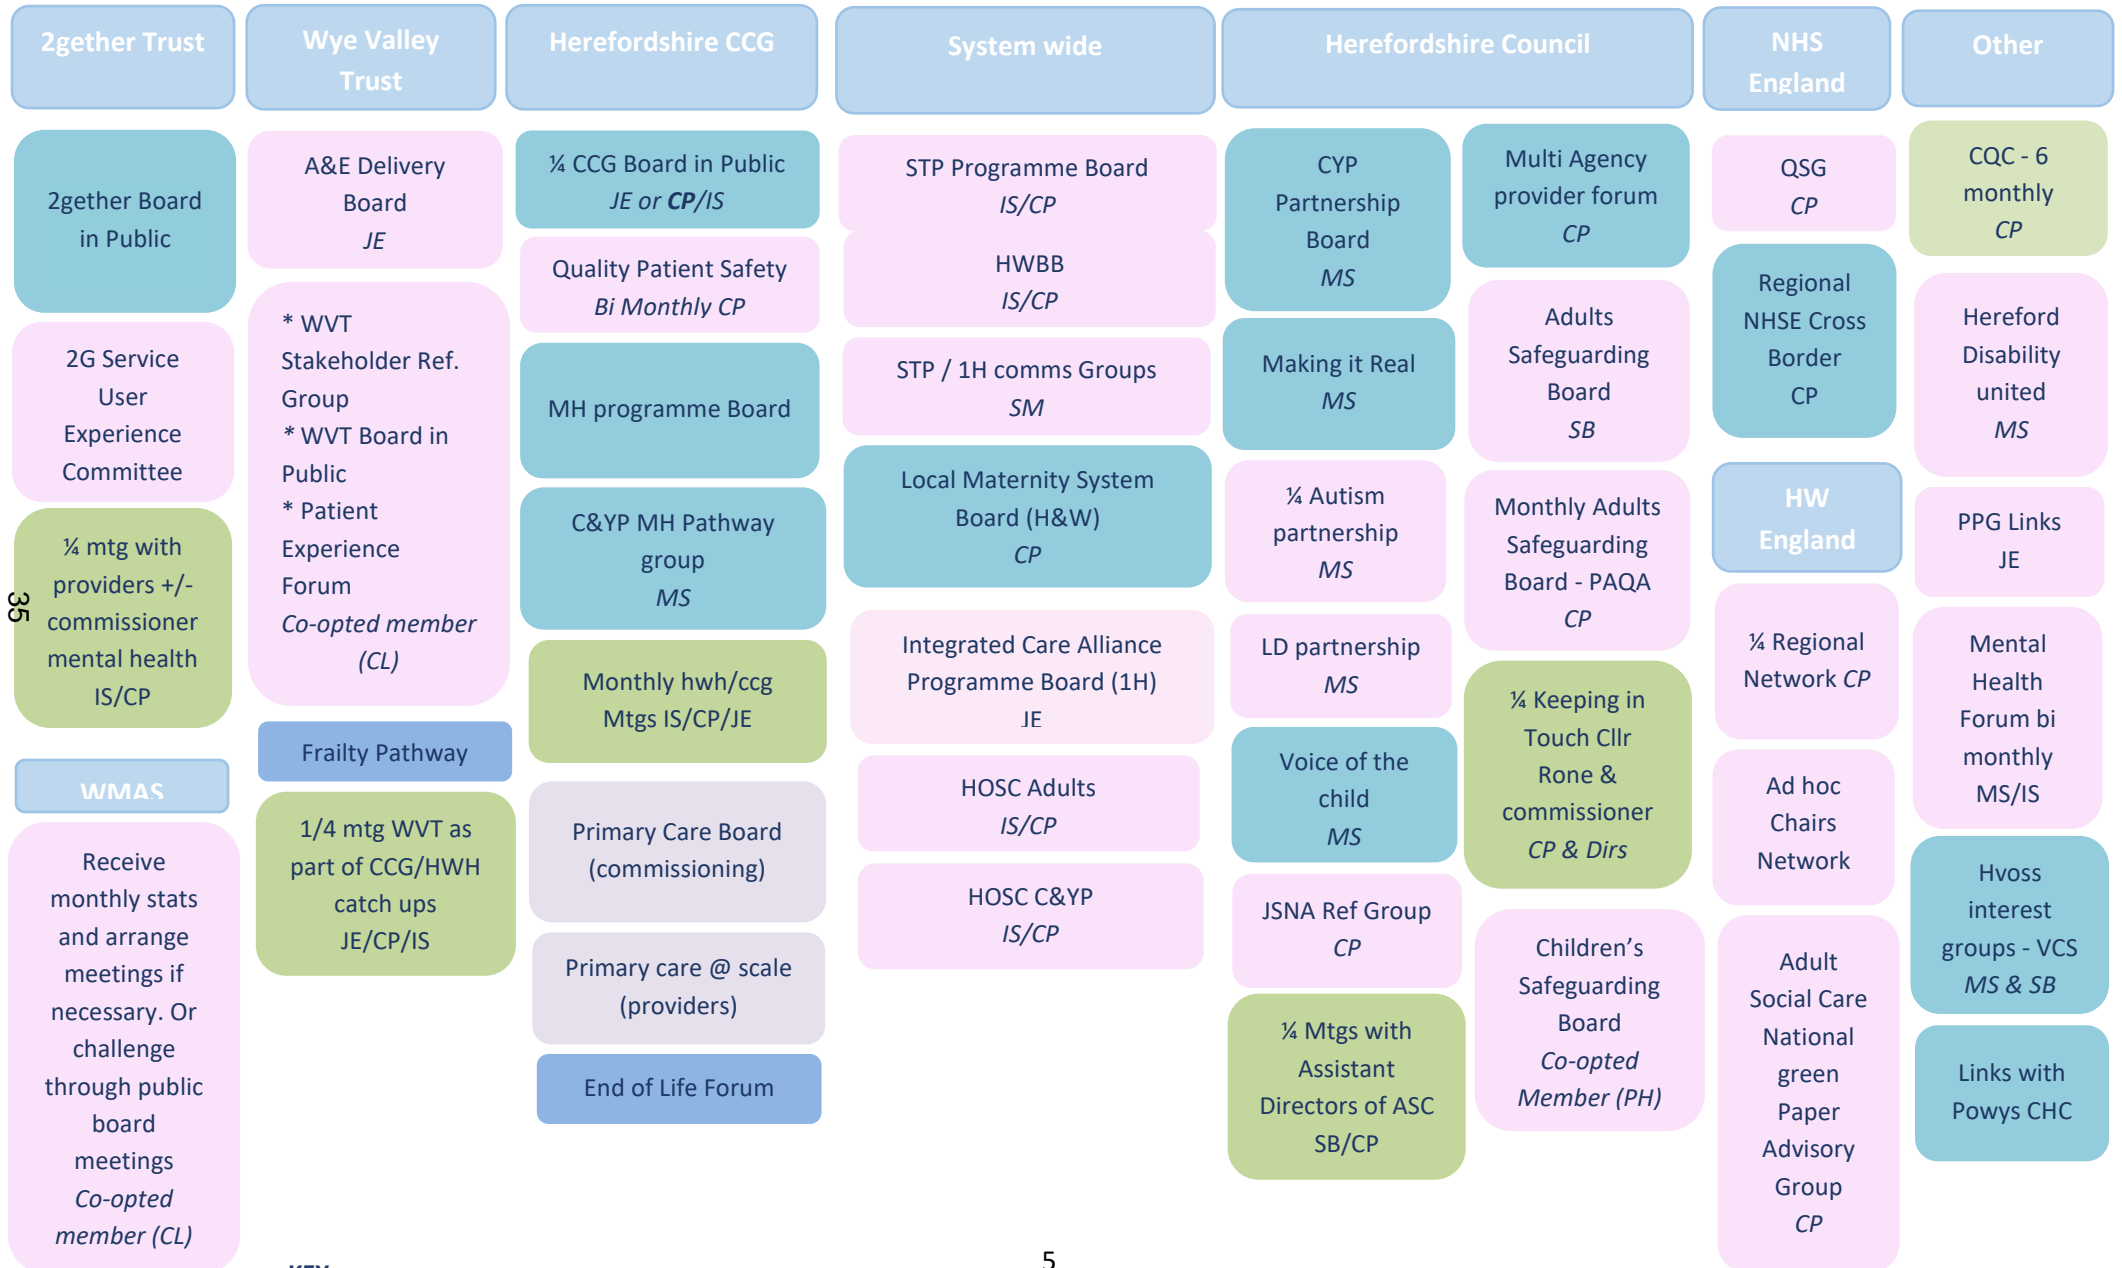 2gether Trust
Wye Valley
Trust
Herefordshire CCG
System wide
Herefordshire Council
NHS
England
Other
2gether Board
in Public
2G Service
User
Experience
Committee
¼ mtg with
providers +/-
commissioner
mental health
IS/CP
WMAS
Receive
monthly stats
and arrange
meetings if
necessary. Or
challenge
through public
board
meetings
Co-opted
member (CL)
A&E Delivery
Board
JE
* WVT
Stakeholder Ref.
Group
* WVT Board in
Public
* Patient
Experience
Forum
Co-opted member
(CL)
Frailty Pathway
1/4 mtg WVT as
part of CCG/HWH
catch ups
JE/CP/IS
¼ CCG Board in Public
JE or CP/IS
Quality Patient Safety
Bi Monthly CP
MH programme Board
C&YP MH Pathway
group
MS
Monthly hwh/ccg
Mtgs IS/CP/JE
Primary Care Board
(commissioning)
Primary care @ scale
(providers)
End of Life Forum
STP Programme Board
IS/CP
HWBB
IS/CP
STP / 1H comms Groups
SM
Local Maternity System
Board (H&W)
CP
Integrated Care Alliance
Programme Board (1H)
JE
HOSC Adults
IS/CP
HOSC C&YP
IS/CP
CYP
Partnership
Board
MS
Making it Real
MS
¼ Autism
partnership
MS
LD partnership
MS
Voice of the
child
MS
JSNA Ref Group
CP
¼ Mtgs with
Assistant
Directors of ASC
SB/CP
Multi Agency
provider forum
CP
Adults
Safeguarding
Board
SB
Monthly Adults
Safeguarding
Board - PAQA
CP
¼ Keeping in
Touch Cllr
Rone &
commissioner
CP & Dirs
Children's
Safeguarding
Board
Co-opted
Member (PH)
QSG
CP
Regional
NHSE Cross
Border
CP
HW
England
¼ Regional
Network CP
Ad hoc
Chairs
Network
Adult
Social Care
National
green
Paper
Advisory
Group
CP
CQC - 6
monthly
CP
Hereford
Disability
united
MS
PPG Links
JE
Mental
Health
Forum bi
monthly
MS/IS
Hvoss
interest
groups - VCS
MS & SB
Links with
Powys CHC
35
KEY
5